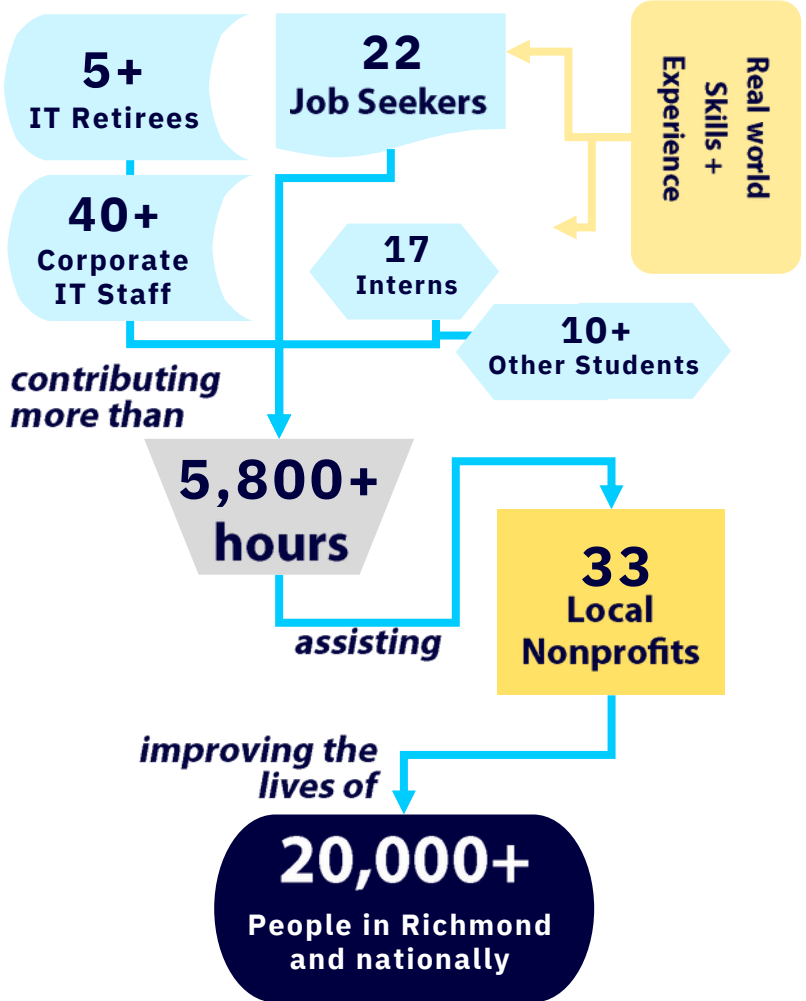 5+
IT Retirees
22
Job Seekers
Real world
Skills +
Experience
40+
Corporate
IT Staff
17
Interns
10+
Other Students
contributing
more than
5,800+
hours
assisting
33
Local
Nonprofits
improving the
lives of
20,000+
People in Richmond
and nationally